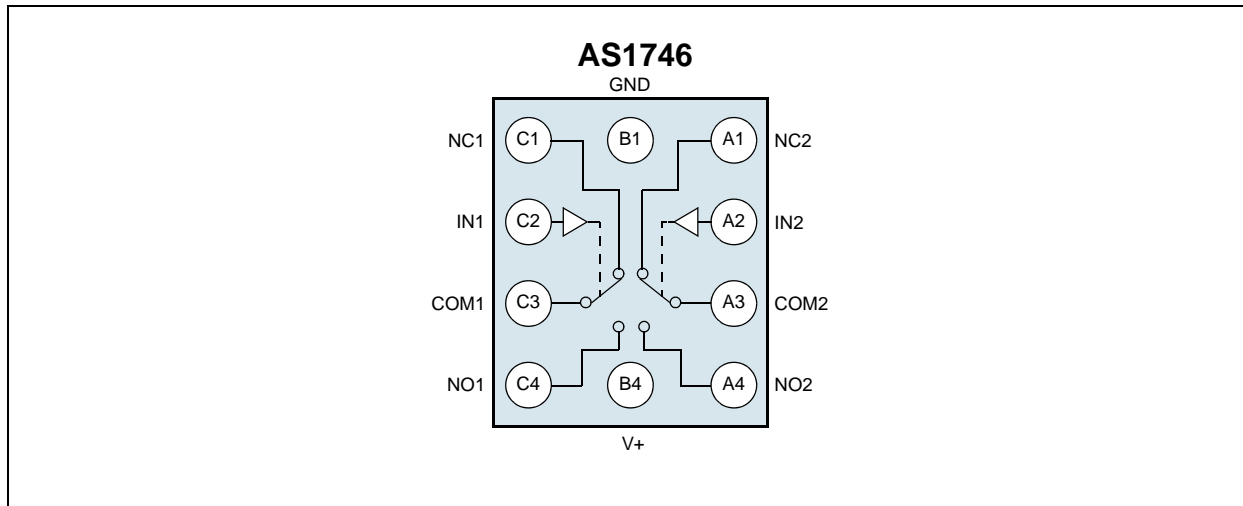 AS1746
GND
NC1 C1 B1 A1 NC2
IN1 C2 A2 IN2
COM1 C3 A3 COM2
NO1 C4 B4 A4 NO2
V+